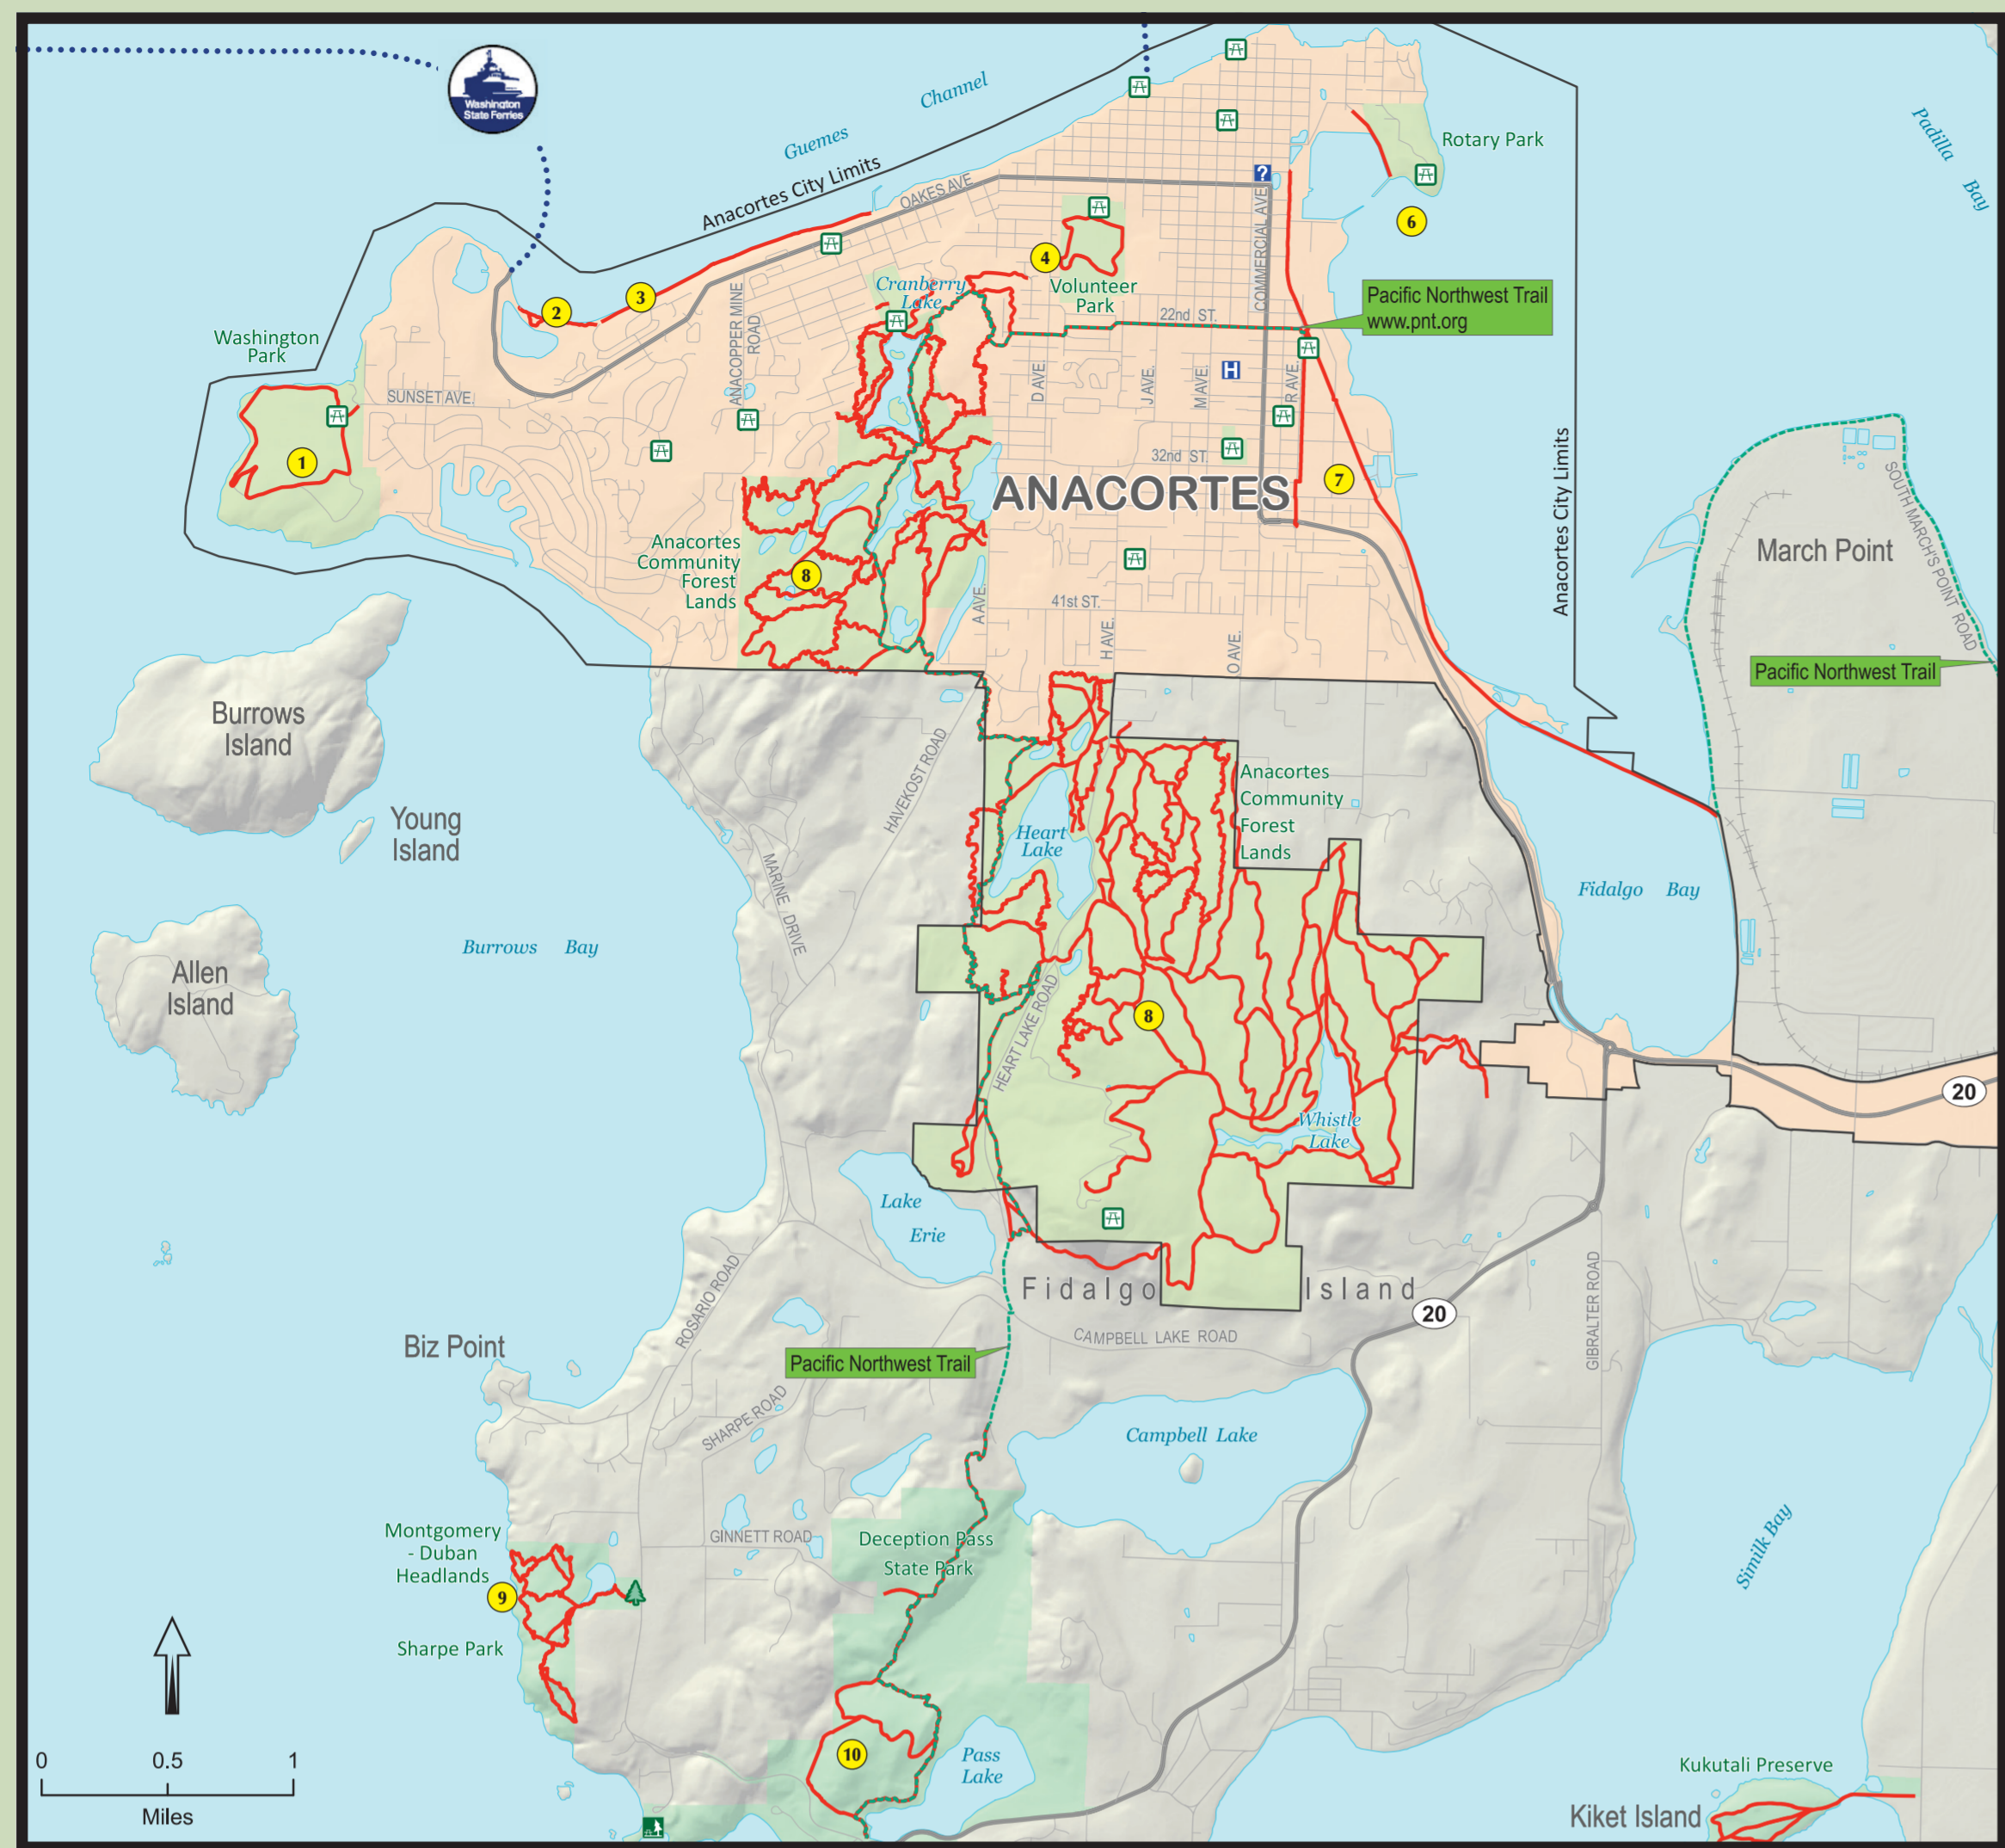 Washington
State Ferries
Guemes
Channel
Anacortes City Limits
OAKES AVE.
Padilla
Bay
Rotary Park
?
6
4
Volunteer
Park
COMMERCIAL AVE.
Pacific Northwest Trail
www.pnt.org
2
3
Cranberry
Lake
22nd ST.
Washington
Park
SUNSET AVE.
ANACOPPER MINE
ROAD
D AVE.
J AVE.
M AVE.
H
R AVE.
1
32nd ST.
7
ANACORTES
Anacortes City Limits
March Point
SOUTH MARCH'S POINT ROAD
Anacortes
Community
Forest
Lands
8
A AVE.
41st ST.
H AVE.
O AVE.
Pacific Northwest Trail
Burrows
Island
Young
Island
HAVEKOST ROAD
MARINE DRIVE
Heart
Lake
Anacortes
Community
Forest
Lands
Fidalgo Bay
Allen
Island
Burrows Bay
HEART LAKE ROAD
8
20
Whistle
Lake
Lake
Erie
Fidalgo Island
20
ROSARIO ROAD
CAMPBELL LAKE ROAD
GIBRALTER ROAD
Biz Point
Pacific Northwest Trail
SHARPE ROAD
Campbell Lake
Montgomery
- Duban
Headlands
GINNETT ROAD
Deception Pass
State Park
Similk Bay
9
Sharpe Park
10
Pass
Lake
Kukutali Preserve
Kiket Island
0 0.5 1
Miles